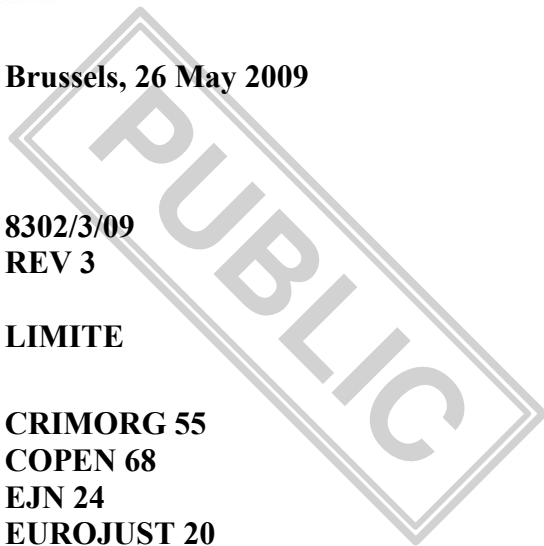 Brussels, 26 May 2009
PUBLIC
8302/3/09
REV 3
LIMITE
CRIMORG 55
COPEN 68
EJN 24
EUROJUST 20